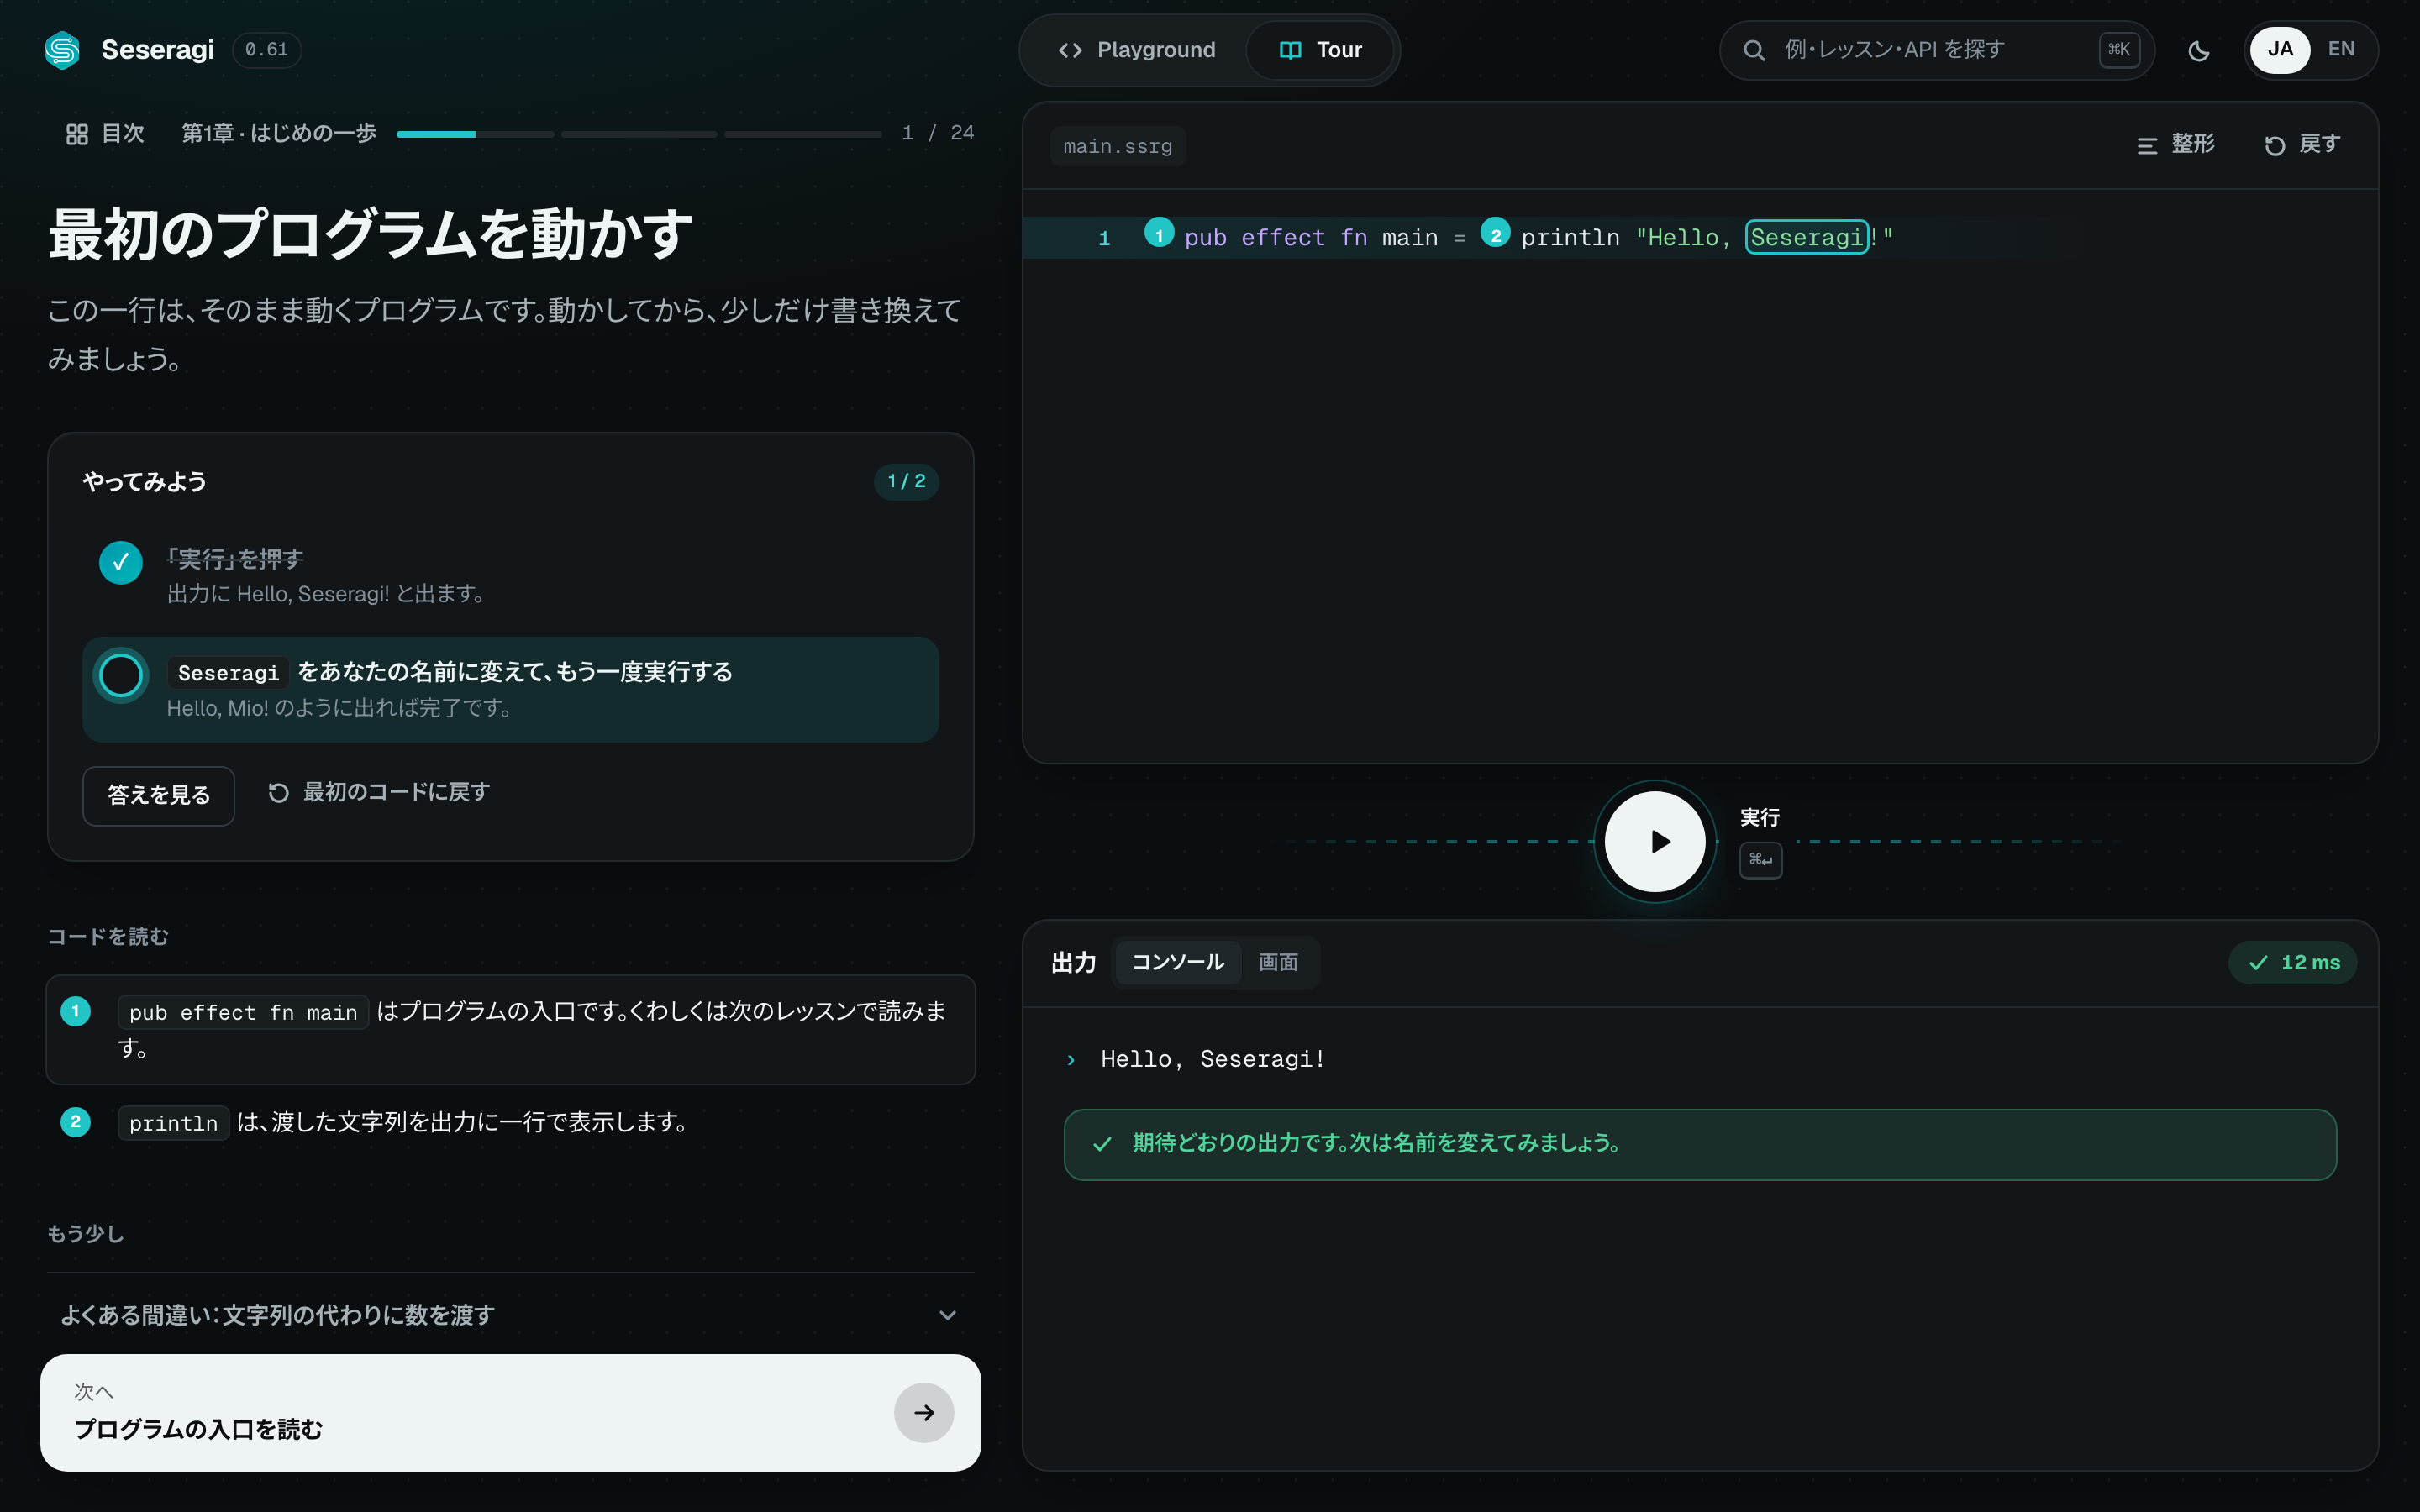 Seseragi 0.61
Playground
Tour
例・レッスン・API を探す ⌘K
JA EN
目次 第1章 · はじめの一歩 1 / 24
最初のプログラムを動かす
この一行は、そのまま動くプログラムです。動かしてから、少しだけ書き換えて
みましょう。
やってみよう 1 / 2
✓ 「実行」を押す
出力に Hello, Seseragi! と出ます。
Seseragi をあなたの名前に変えて、もう一度実行する
Hello, Mio! のように出れば完了です。
答えを見る 最初のコードに戻す
コードを読む
1 pub effect fn main はプログラムの入口です。くわしくは次のレッスンで読みま
す。
2 println は、渡した文字列を出力に一行で表示します。
もう少し
よくある間違い：文字列の代わりに数を渡す
次へ
プログラムの入口を読む
main.ssrg 整形 戻す
1 1 pub effect fn main = 2 println "Hello, Seseragi!"
実行
⌘↵
出力 コンソール 画面 ✓ 12 ms
› Hello, Seseragi!
✓ 期待どおりの出力です。次は名前を変えてみましょう。